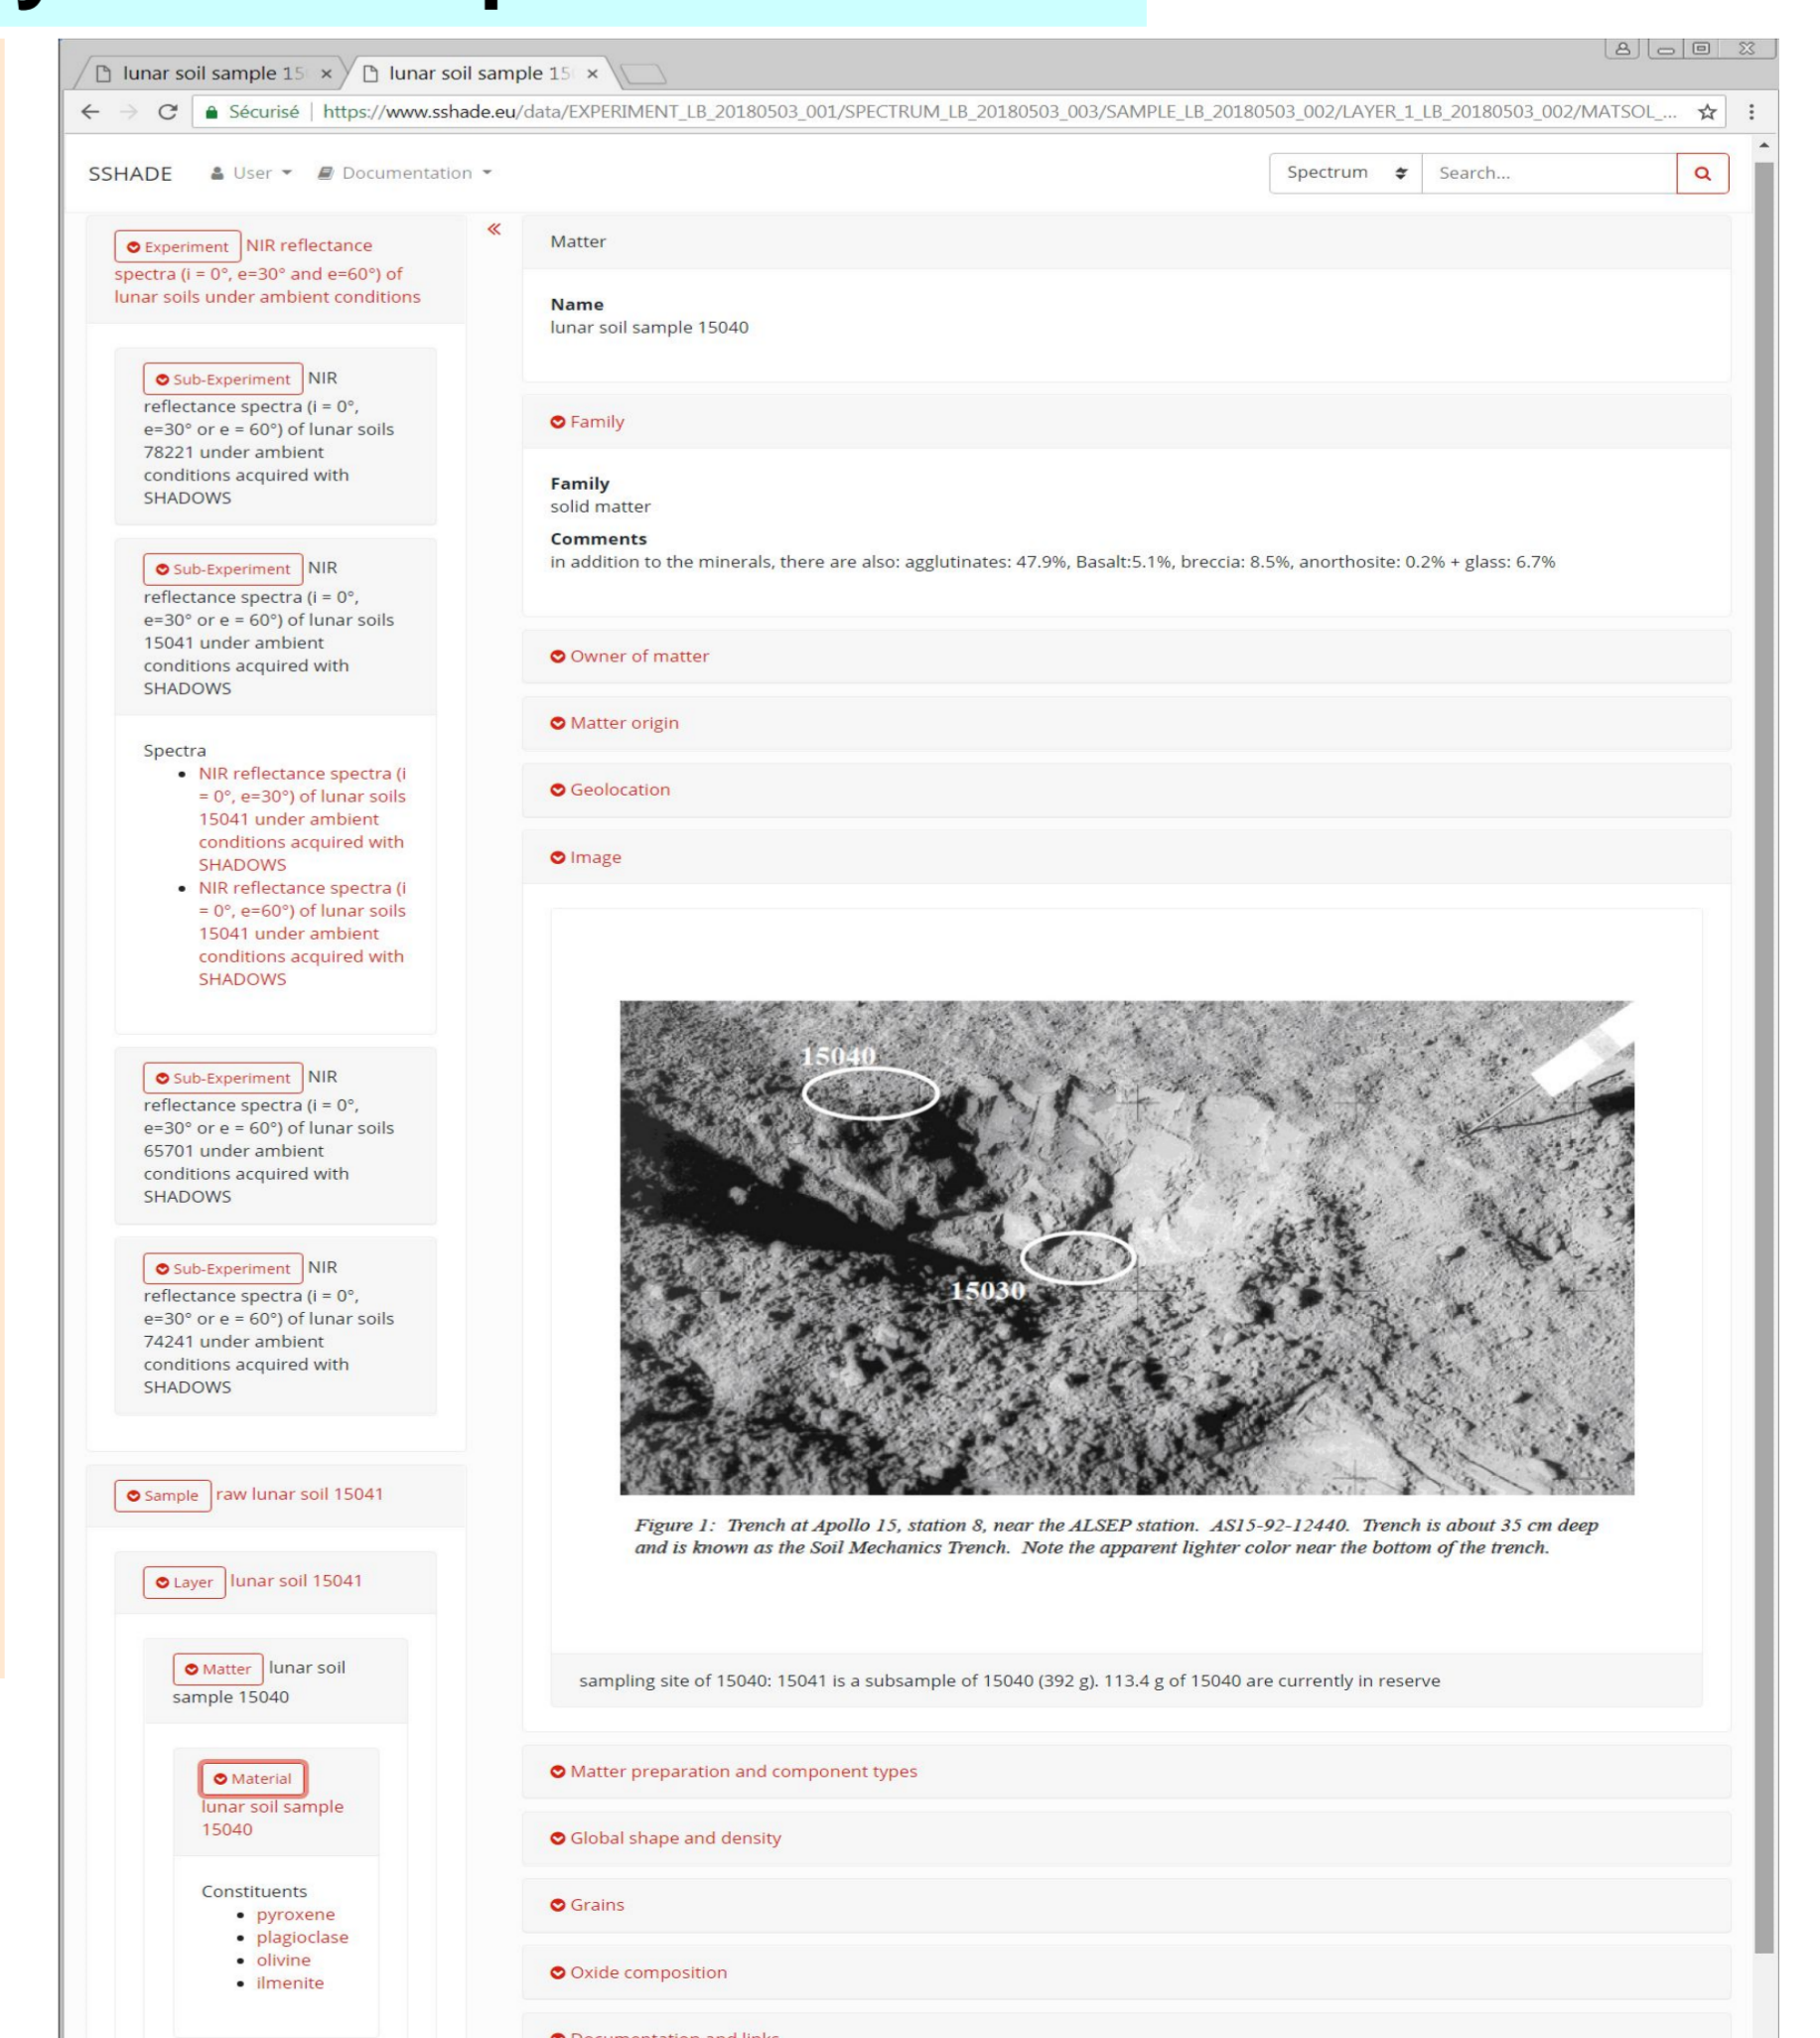 lunar soil sample 15
lunar soil sample 15
Sécurisé | https://www.sshade.eu/data/EXPERIMENT_LB_20180503_001/SPECTRUM_LB_20180503_003/SAMPLE_LB_20180503_002/LAYER_1_LB_20180503_002/MATSOL_...
SSHADE User Documentation Spectrum Search...
Experiment NIR reflectance
spectra (i = 0°, e=30° and e=60°) of
lunar soils under ambient conditions
Sub-Experiment NIR
reflectance spectra (i = 0°,
e=30° or e = 60°) of lunar soils
78221 under ambient
conditions acquired with
SHADOWS
Sub-Experiment NIR
reflectance spectra (i = 0°,
e=30° or e = 60°) of lunar soils
15041 under ambient
conditions acquired with
SHADOWS
Spectra
• NIR reflectance spectra (i
= 0°, e=30°) of lunar soils
15041 under ambient
conditions acquired with
SHADOWS
• NIR reflectance spectra (i
= 0°, e=60°) of lunar soils
15041 under ambient
conditions acquired with
SHADOWS
Sub-Experiment NIR
reflectance spectra (i = 0°,
e=30° or e = 60°) of lunar soils
65701 under ambient
conditions acquired with
SHADOWS
Sub-Experiment NIR
reflectance spectra (i = 0°,
e=30° or e = 60°) of lunar soils
74241 under ambient
conditions acquired with
SHADOWS
Sample raw lunar soil 15041
Layer lunar soil 15041
Matter lunar soil
sample 15040
Material
lunar soil sample
15040
Constituents
• pyroxene
• plagioclase
• olivine
• ilmenite
Matter
Name
lunar soil sample 15040
Family
Family
solid matter
Comments
in addition to the minerals, there are also: agglutinates: 47.9%, Basalt:5.1%, breccia: 8.5%, anorthosite: 0.2% + glass: 6.7%
Owner of matter
Matter origin
Geolocation
Image
15040
15030
Figure 1: Trench at Apollo 15, station 8, near the ALSEP station. AS15-92-12440. Trench is about 35 cm deep
and is known as the Soil Mechanics Trench. Note the apparent lighter color near the bottom of the trench.
sampling site of 15040: 15041 is a subsample of 15040 (392 g). 113.4 g of 15040 are currently in reserve
Matter preparation and component types
Global shape and density
Grains
Oxide composition
Documentation and links